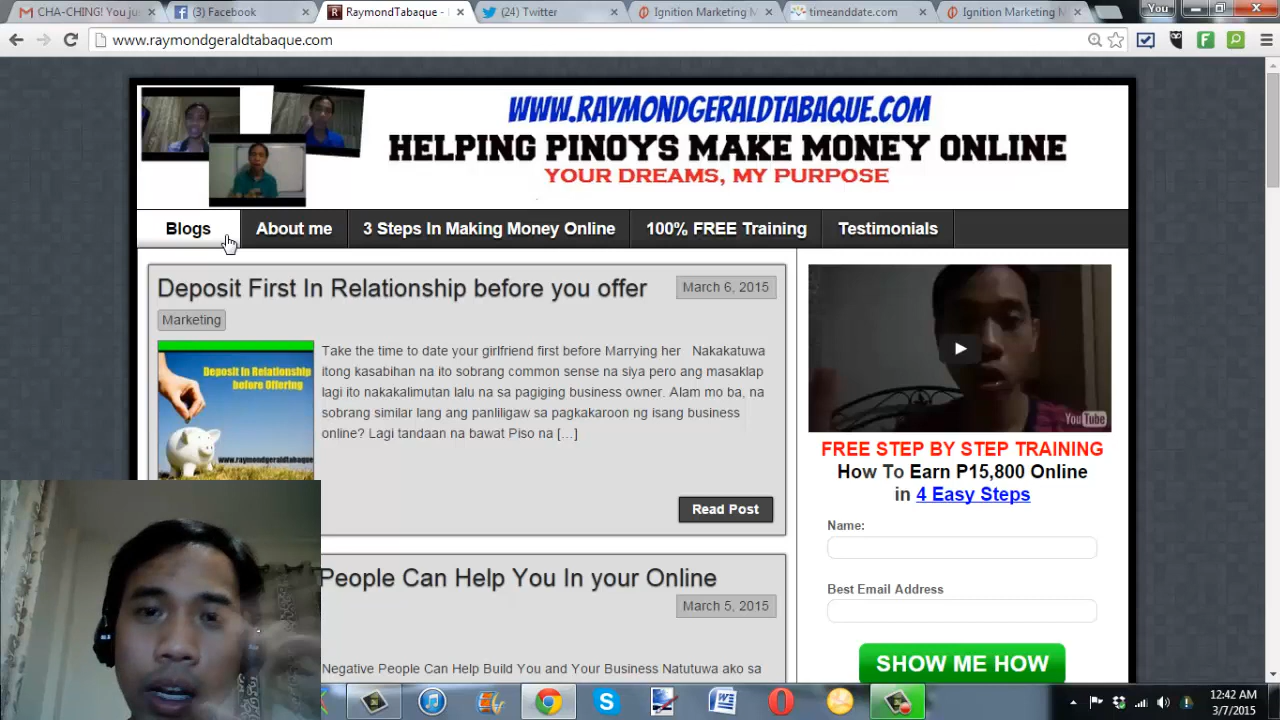 CHA-CHING! You jus
(3) Facebook
RaymondTabaque - 
(24) Twitter
Ignition Marketing M
timeanddate.com
Ignition Marketing M
You
www.raymondgeraldtabaque.com
WWW.RAYMONDGERALDTABAQUE.COM
HELPING PINOYS MAKE MONEY ONLINE
YOUR DREAMS, MY PURPOSE
Blogs
About me
3 Steps In Making Money Online
100% FREE Training
Testimonials
Deposit First In Relationship before you offer
March 6, 2015
Marketing
Deposit In Relationship
before Offering
www.raymondgeraldtabaque.com
Take the time to date your girlfriend first before Marrying her   Nakakatuwa
itong kasabihan na ito sobrang common sense na siya pero ang masaklap
lagi ito nakakalimutan lalu na sa pagiging business owner. Alam mo ba, na
sobrang similar lang ang panliligaw sa pagkakaroon ng isang business
online? Lagi tandaan na bawat Piso na […]
Read Post
People Can Help You In your Online
March 5, 2015
Negative People Can Help Build You and Your Business Natutuwa ako sa
YouTube
FREE STEP BY STEP TRAINING
How To Earn P15,800 Online
in 4 Easy Steps
Name:
Best Email Address
SHOW ME HOW
12:42 AM
3/7/2015